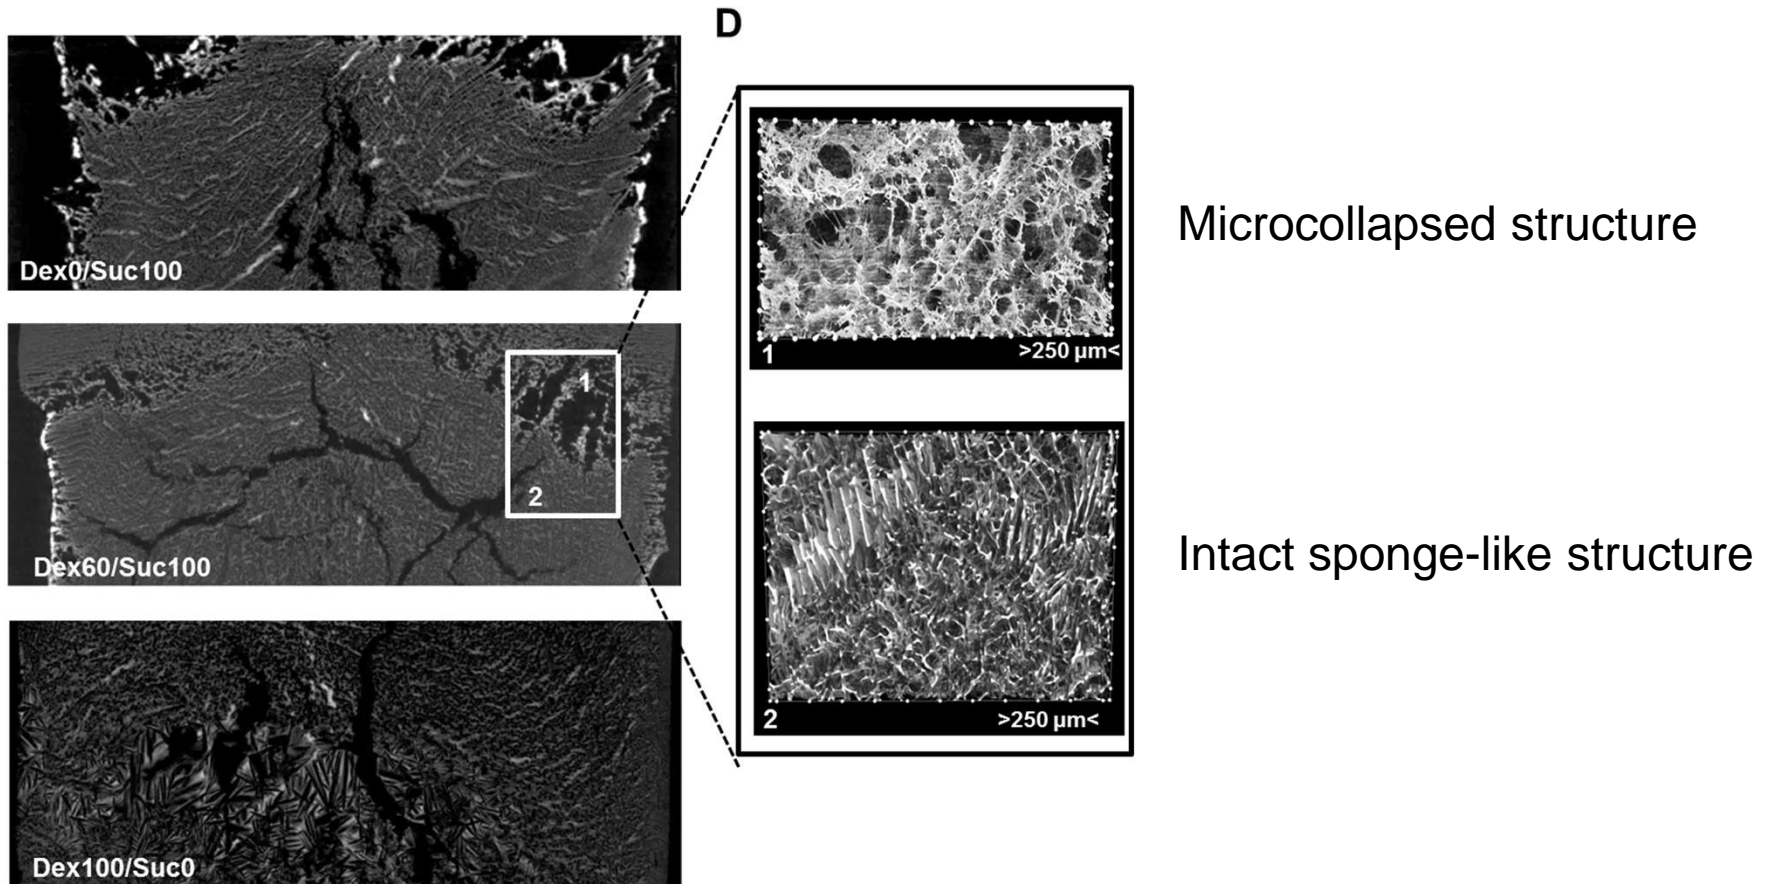 D
Dex0/Suc100
1
>250 µm<
Microcollapsed structure
1
2
Dex60/Suc100
2
>250 µm<
Intact sponge-like structure
Dex100/Suc0